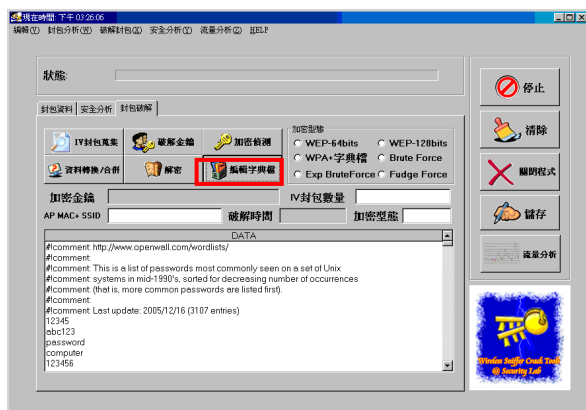 現在時間: 下午 03:26:06
編輯(Y) 封包分析(W) 破解封包(X) 安全分析(Y) 流量分析(Z) HELP
狀態:
停止
封包資料 安全分析 封包破解
IV封包蒐集 破解金鑰 加密偵測
資料轉換/合併 解密 編輯字典檔
加密型態
WEP-64bits WEP-128bits
WPA+字典檔 Brute Force
Exp BruteForce Fudge Force
清除
關閉程式
加密金鑰 IV封包數量
AP MAC+ SSID 破解時間 加密型態
儲存
DATA
#!comment: http://www.openwall.com/wordlists/
#!comment:
#!comment: This is a list of passwords most commonly seen on a set of Unix
#!comment: systems in mid-1990's, sorted for decreasing number of occurrences
#!comment: (that is, more common passwords are listed first).
#!comment:
#!comment: Last update: 2005/12/16 (3107 entries)
12345
abc123
password
computer
123456
流量分析
Wireless Sniffer Crack Tools
@ Security Lab